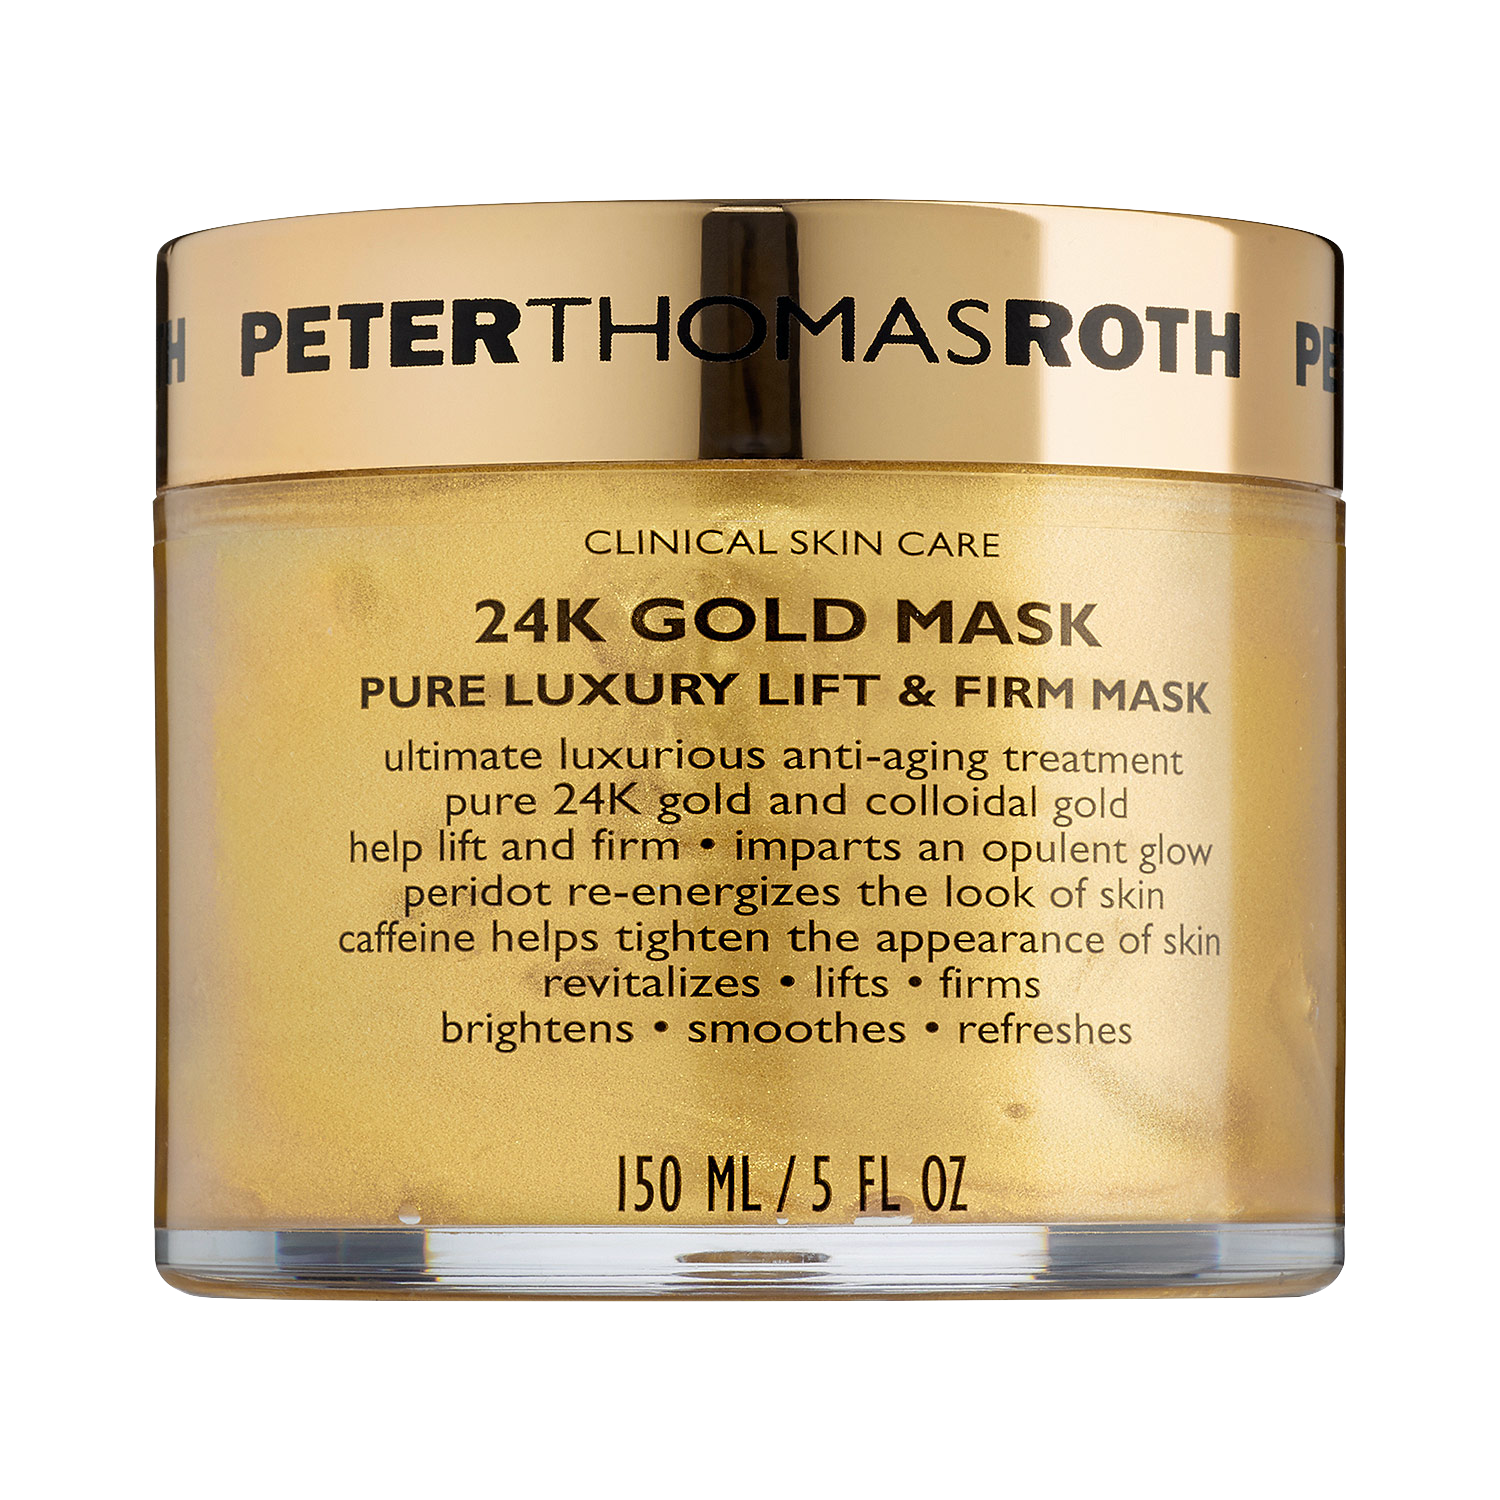 PETERTHOMASROTH
CLINICAL SKIN CARE
24K GOLD MASK
PURE LUXURY LIFT & FIRM MASK
ultimate luxurious anti-aging treatment
pure 24K gold and colloidal gold
help lift and firm • imparts an opulent glow
peridot re-energizes the look of skin
caffeine helps tighten the appearance of skin
revitalizes • lifts • firms
brightens • smoothes • refreshes
150 ML / 5 FL OZ